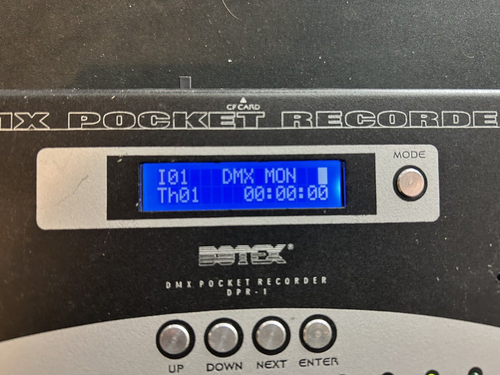 CF CARD
MX POCKET RECORDE
MODE
I01 DMX MON
Th01 00:00:00
BOTEX®
DMX POCKET RECORDER
DPR-1
UP DOWN NEXT ENTER